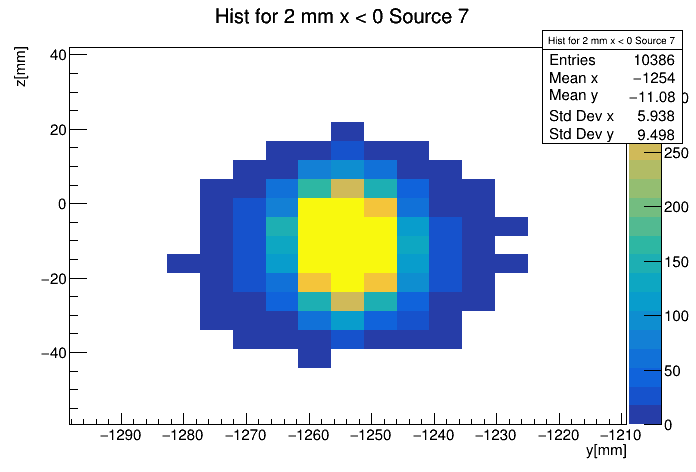 Hist for 2 mm x < 0 Source 7
Hist for 2 mm x < 0 Source 7
Entries 10386
Mean x −1254
Mean y −11.08
Std Dev x 5.938
Std Dev y 9.498
z[mm]
40
20
0
−20
−40
0
250
200
150
100
50
0
−1290 −1280 −1270 −1260 −1250 −1240 −1230 −1220 −1210
y[mm]